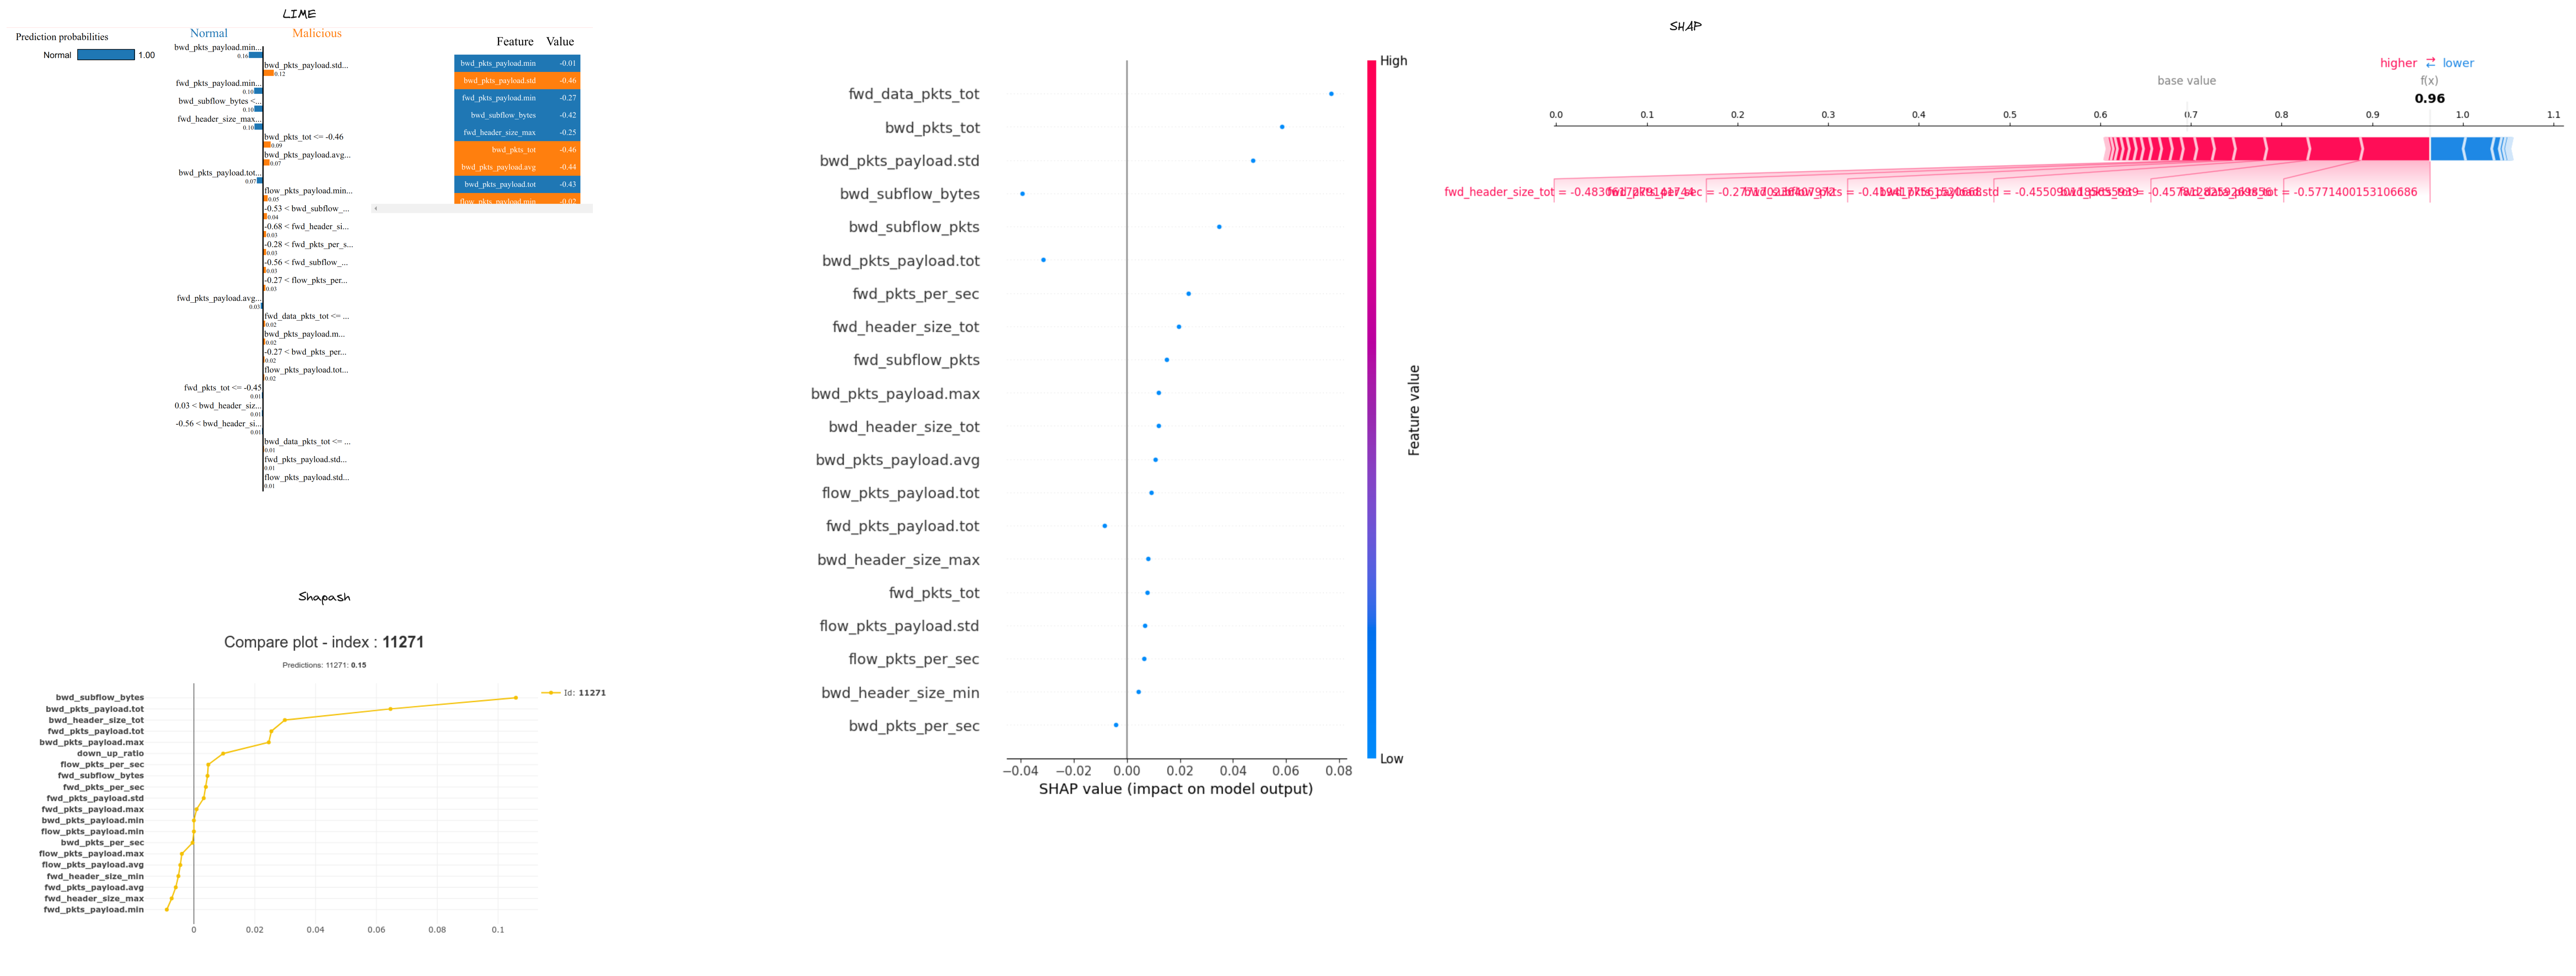 LIME
Prediction probabilities
Normal 1.00
Normal Malicious
bwd_pkts_payload.min...
0.16
bwd_pkts_payload.std...
0.12
fwd_pkts_payload.min...
0.10
bwd_subflow_bytes <...
0.10
fwd_header_size_max...
0.10
bwd_pkts_tot <= -0.46
0.09
bwd_pkts_payload.avg...
0.07
bwd_pkts_payload.tot...
0.07
flow_pkts_payload.min...
0.05
-0.53 < bwd_subflow_...
0.04
-0.68 < fwd_header_si...
0.03
-0.28 < fwd_pkts_per_s...
0.03
-0.56 < fwd_subflow_...
0.03
-0.27 < flow_pkts_per...
0.03
fwd_pkts_payload.avg...
0.03
fwd_data_pkts_tot <= ...
0.02
bwd_pkts_payload.m...
0.02
-0.27 < bwd_pkts_per...
0.02
flow_pkts_payload.tot...
0.02
fwd_pkts_tot <= -0.45
0.01
0.03 < bwd_header_siz...
0.01
-0.56 < bwd_header_si...
0.01
bwd_data_pkts_tot <= ...
0.01
fwd_pkts_payload.std...
0.01
flow_pkts_payload.std...
0.01
Feature Value
bwd_pkts_payload.min -0.01
bwd_pkts_payload.std -0.46
fwd_pkts_payload.min -0.27
bwd_subflow_bytes -0.42
fwd_header_size_max -0.25
bwd_pkts_tot -0.46
bwd_pkts_payload.avg -0.44
bwd_pkts_payload.tot -0.43
flow_pkts_payload.min -0.02
Shapash
Compare plot - index : 11271
Predictions: 11271: 0.15
Id: 11271
bwd_subflow_bytes
bwd_pkts_payload.tot
bwd_header_size_tot
fwd_pkts_payload.tot
bwd_pkts_payload.max
down_up_ratio
flow_pkts_per_sec
fwd_subflow_bytes
fwd_pkts_per_sec
fwd_pkts_payload.std
fwd_pkts_payload.max
bwd_pkts_payload.min
flow_pkts_payload.min
bwd_pkts_per_sec
flow_pkts_payload.max
flow_pkts_payload.avg
fwd_header_size_min
fwd_pkts_payload.avg
fwd_header_size_max
fwd_pkts_payload.min
0 0.02 0.04 0.06 0.08 0.1
SHAP
fwd_data_pkts_tot
bwd_pkts_tot
bwd_pkts_payload.std
bwd_subflow_bytes
bwd_subflow_pkts
bwd_pkts_payload.tot
fwd_pkts_per_sec
fwd_header_size_tot
fwd_subflow_pkts
bwd_pkts_payload.max
bwd_header_size_tot
bwd_pkts_payload.avg
flow_pkts_payload.tot
fwd_pkts_payload.tot
bwd_header_size_max
fwd_pkts_tot
flow_pkts_payload.std
flow_pkts_per_sec
bwd_header_size_min
bwd_pkts_per_sec
−0.04 −0.02 0.00 0.02 0.04 0.06 0.08
SHAP value (impact on model output)
High
Feature value
Low
higher ⇄ lower
base value f(x)
0.96
0.0 0.1 0.2 0.3 0.4 0.5 0.6 0.7 0.8 0.9 1.0 1.1
fwd_header_size_tot = -0.4830617
= -0.5771400153106686